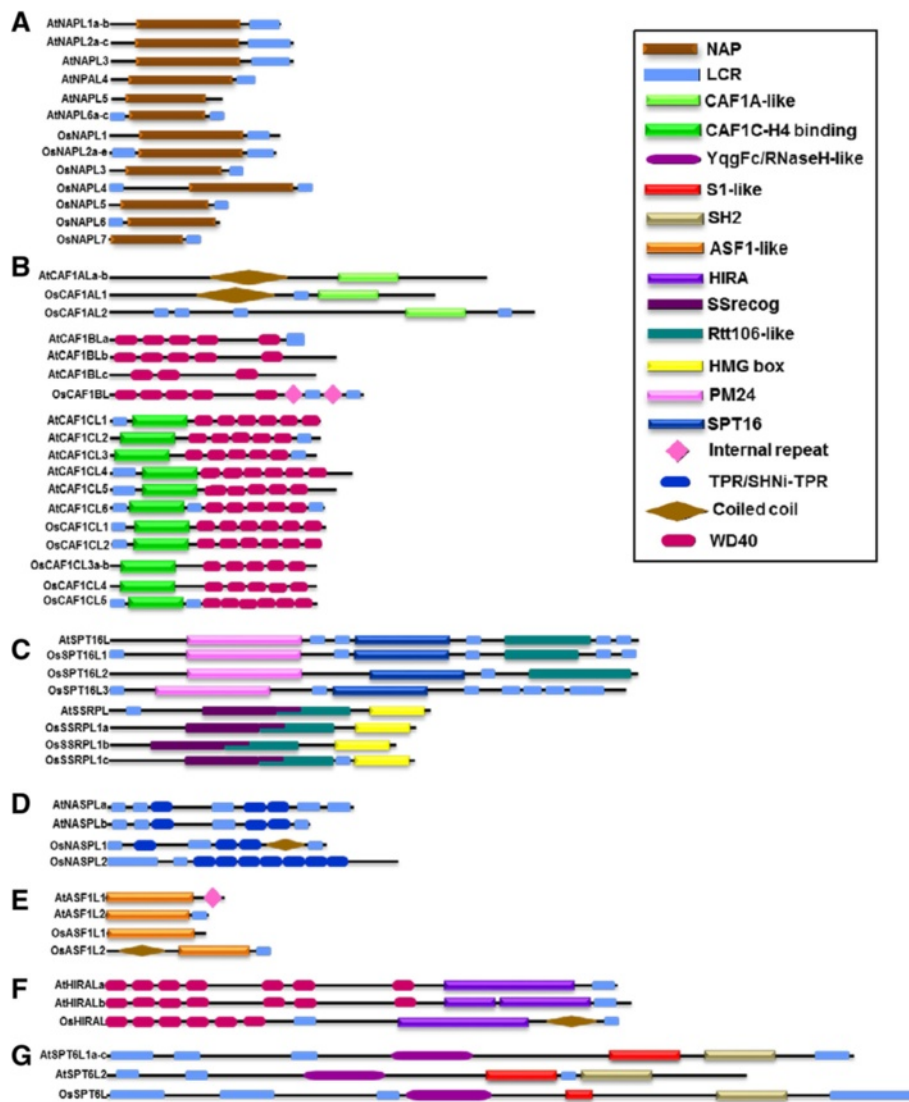 A
AtNAPL1a-b
AtNAPL2a-c
AtNAPL3
AtNPAL4
AtNAPL5
AtNAPL6a-c
OsNAPL1
OsNAPL2a-e
OsNAPL3
OsNAPL4
OsNAPL5
OsNAPL6
OsNAPL7
B
AtCAF1ALa-b
OsCAF1AL1
OsCAF1AL2
AtCAF1BLa
AtCAF1BLb
AtCAF1BLc
OsCAF1BL
AtCAF1CL1
AtCAF1CL2
AtCAF1CL3
AtCAF1CL4
AtCAF1CL5
AtCAF1CL6
OsCAF1CL1
OsCAF1CL2
OsCAF1CL3a-b
OsCAF1CL4
OsCAF1CL5
C
AtSPT16L
OsSPT16L1
OsSPT16L2
OsSPT16L3
AtSSRPL
OsSSRPL1a
OsSSRPL1b
OsSSRPL1c
D
AtNASPLa
AtNASPLb
OsNASPL1
OsNASPL2
E
AtASF1L1
AtASF1L2
OsASF1L1
OsASF1L2
F
AtHIRALa
AtHIRALb
OsHIRAL
G
AtSPT6L1a-c
AtSPT6L2
OsSPT6L
NAP
LCR
CAF1A-like
CAF1C-H4 binding
YqgFc/RNaseH-like
S1-like
SH2
ASF1-like
HIRA
SSrecog
Rtt106-like
HMG box
PM24
SPT16
Internal repeat
TPR/SHNi-TPR
Coiled coil
WD40